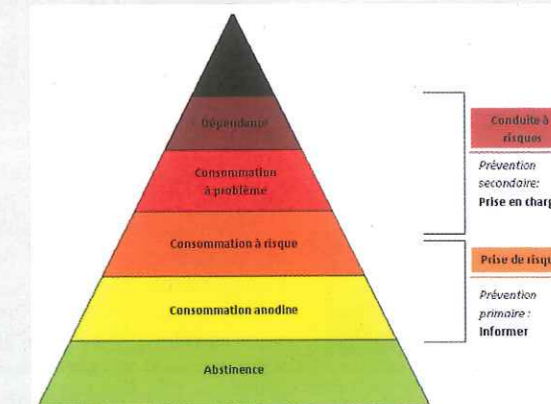 Dépendance
Consommation
à problème
Consommation à risque
Consommation anodine
Abstinence
Conduite à
risques
Prévention
secondaire:
Prise en charg
Prise de risqu
Prévention
primaire :
Informer